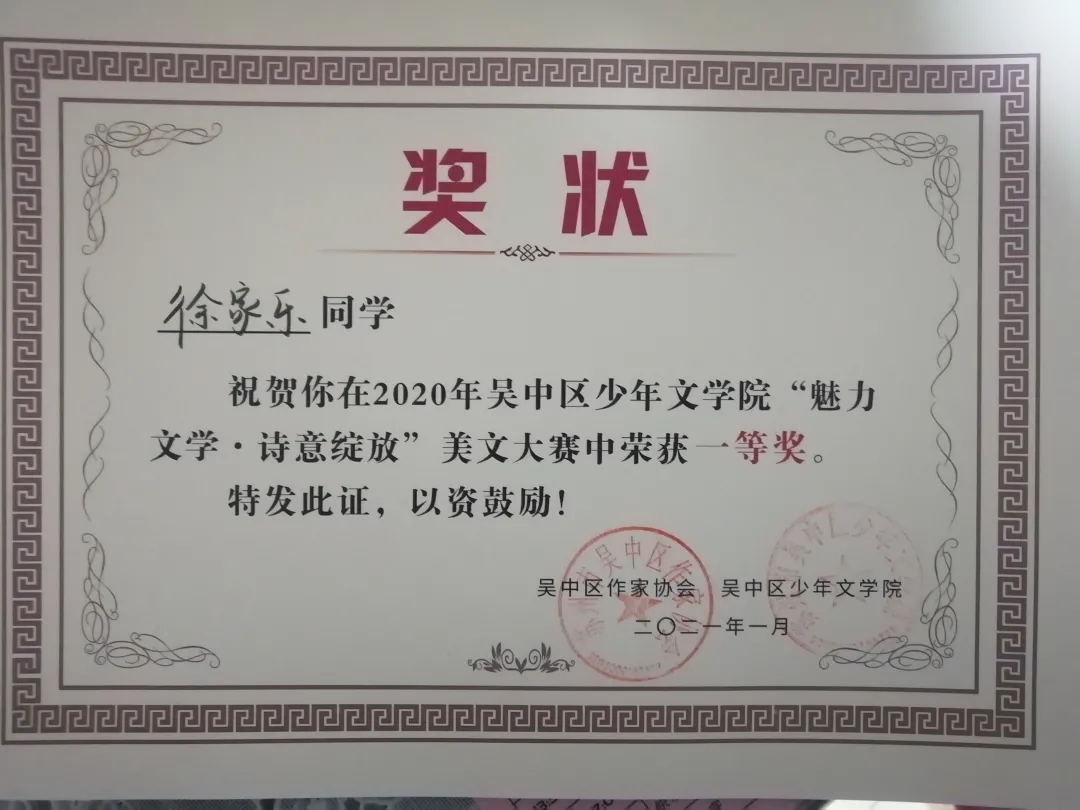 奖 状
徐家乐同学
祝贺你在2020年吴中区少年文学院“魅力
文学·诗意绽放”美文大赛中荣获一等奖。
特发此证，以资鼓励!
吴中区作家协会 吴中区少年文学院
二〇二一年一月